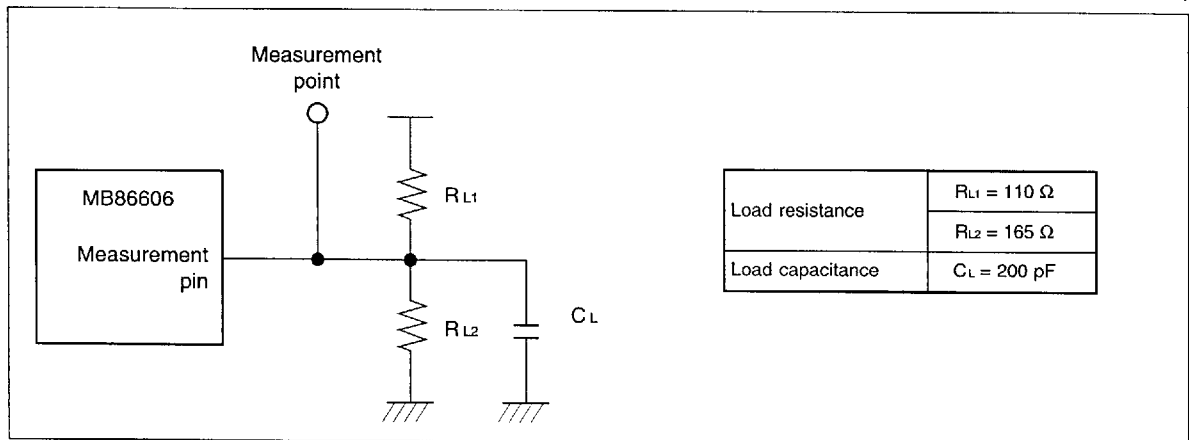 Measurement
point
MB86606
Measurement
pin
RL1
RL2
CL
Load resistance
RL1 = 110 Ω
RL2 = 165 Ω
Load capacitance
CL = 200 pF